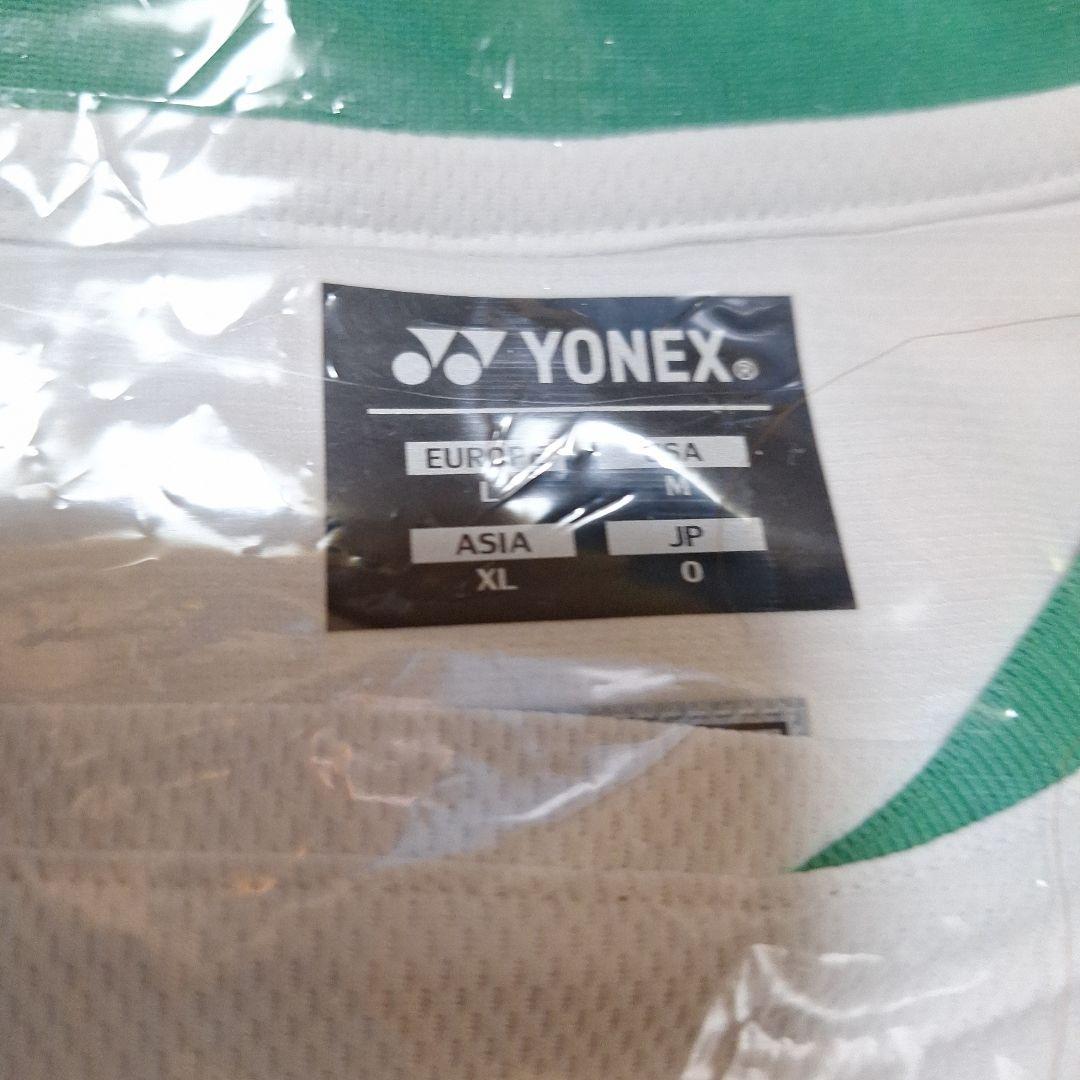 YONEX®
EUROPE USA
L M
ASIA JP
XL O